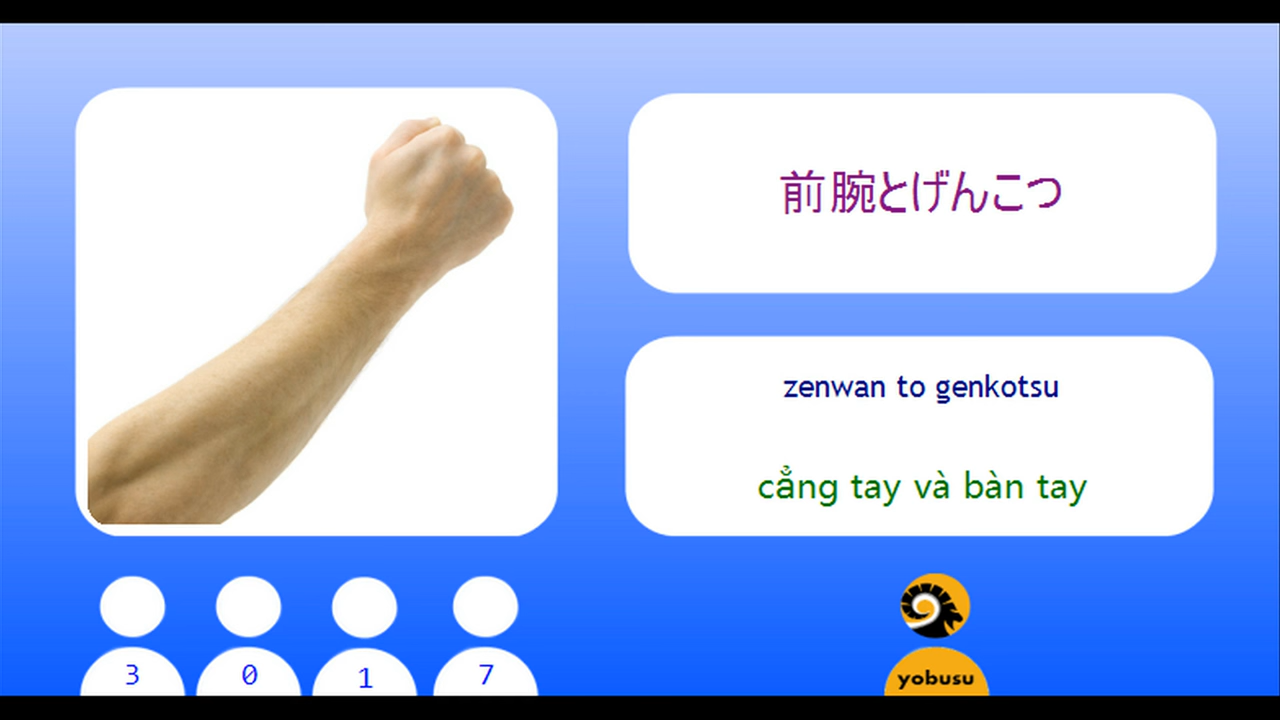 前腕とげんこつ
zenwan to genkotsu
cẳng tay và bàn tay
3 0 1 7
yobusu